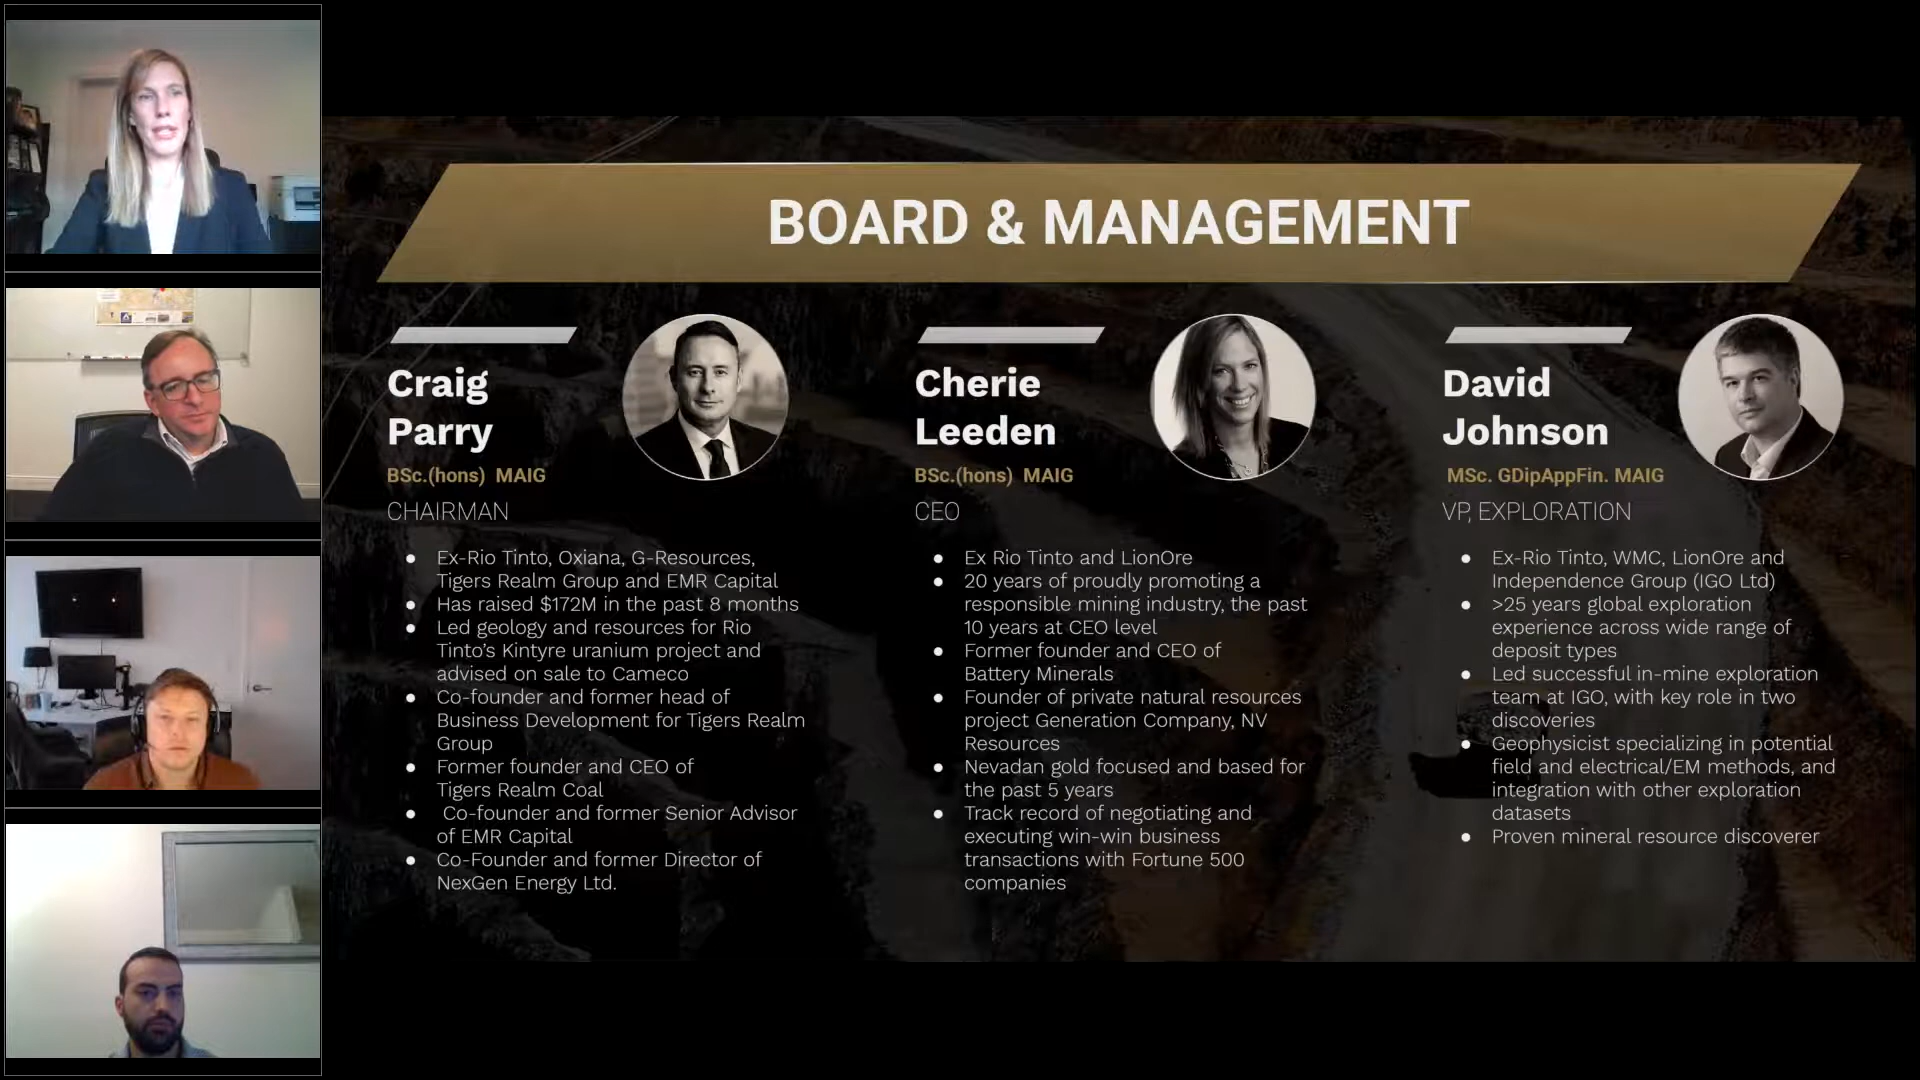 BOARD & MANAGEMENT
Craig
Parry
BSc.(hons) MAIG
CHAIRMAN
● Ex-Rio Tinto, Oxiana, G-Resources,
Tigers Realm Group and EMR Capital
● Has raised $172M in the past 8 months
● Led geology and resources for Rio
Tinto's Kintyre uranium project and
advised on sale to Cameco
● Co-founder and former head of
Business Development for Tigers Realm
Group
● Former founder and CEO of
Tigers Realm Coal
● Co-founder and former Senior Advisor
of EMR Capital
● Co-Founder and former Director of
NexGen Energy Ltd.
Cherie
Leeden
BSc.(hons) MAIG
CEO
● Ex Rio Tinto and LionOre
● 20 years of proudly promoting a
responsible mining industry, the past
10 years at CEO level
● Former founder and CEO of
Battery Minerals
● Founder of private natural resources
project Generation Company, NV
Resources
● Nevadan gold focused and based for
the past 5 years
● Track record of negotiating and
executing win-win business
transactions with Fortune 500
companies
David
Johnson
MSc. GDipAppFin. MAIG
VP, EXPLORATION
● Ex-Rio Tinto, WMC, LionOre and
Independence Group (IGO Ltd)
● >25 years global exploration
experience across wide range of
deposit types
● Led successful in-mine exploration
team at IGO, with key role in two
discoveries
● Geophysicist specializing in potential
field and electrical/EM methods, and
integration with other exploration
datasets
● Proven mineral resource discoverer